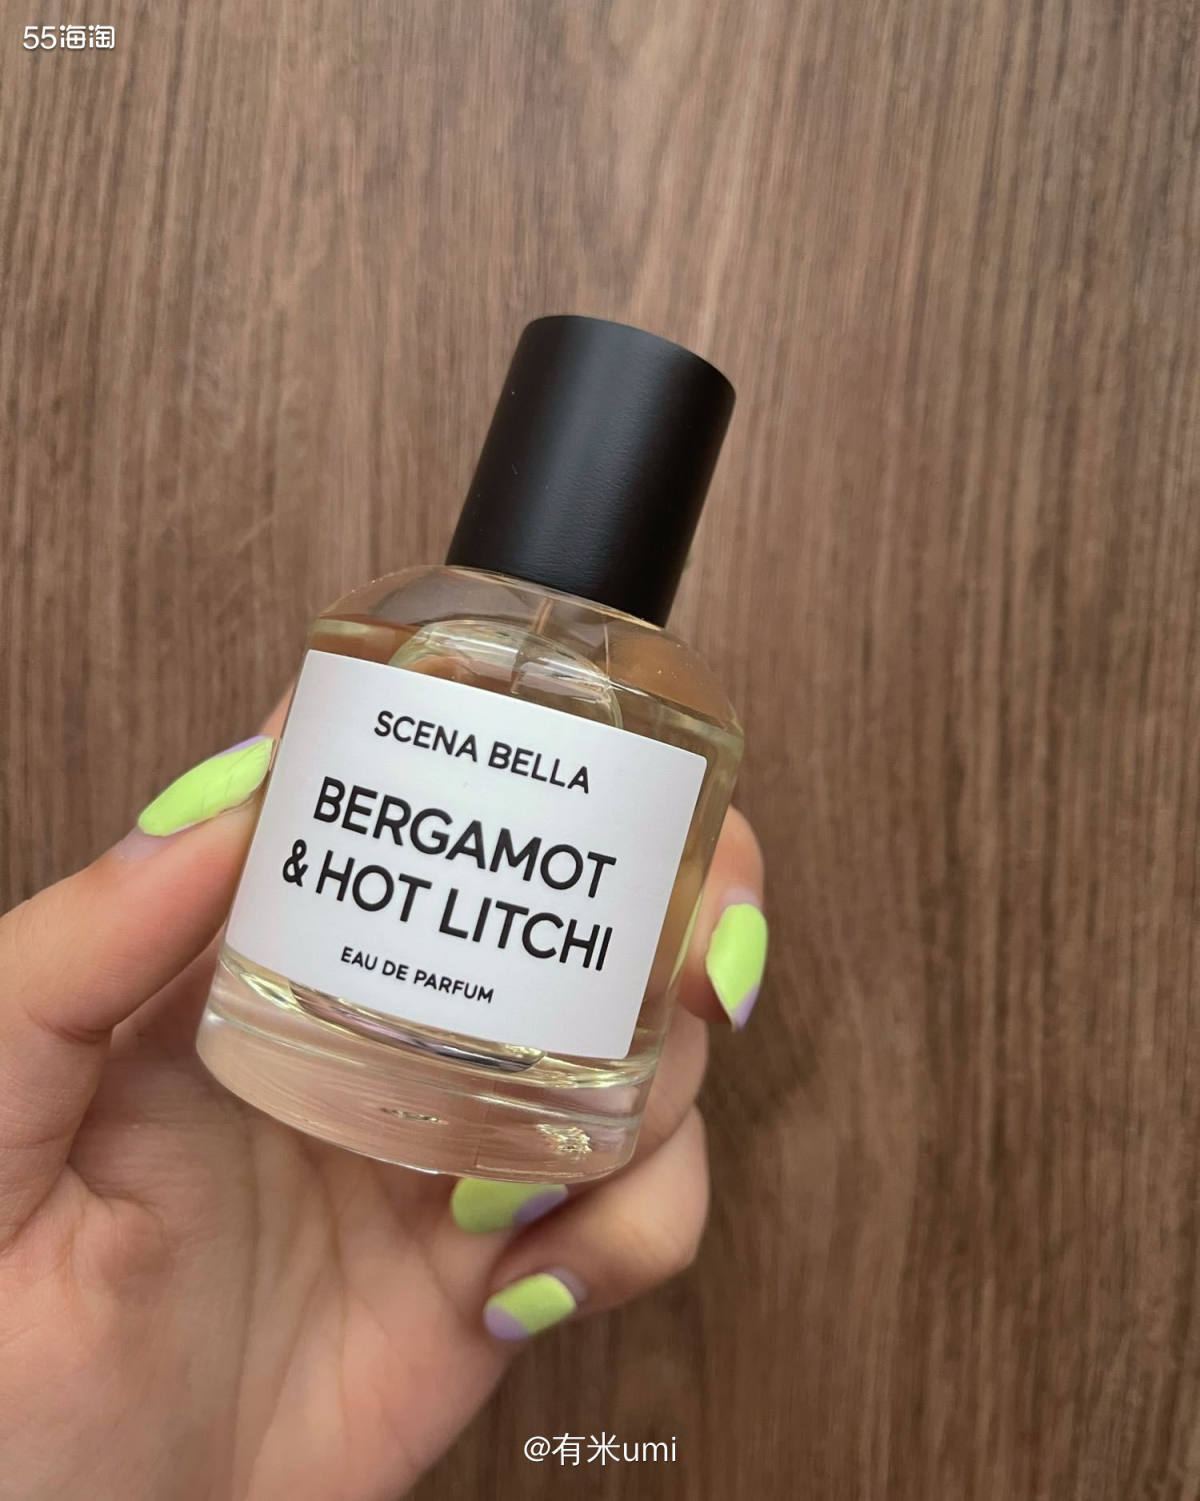 55海淘
SCENA BELLA
BERGAMOT
& HOT LITCHI
EAU DE PARFUM
@有米umi